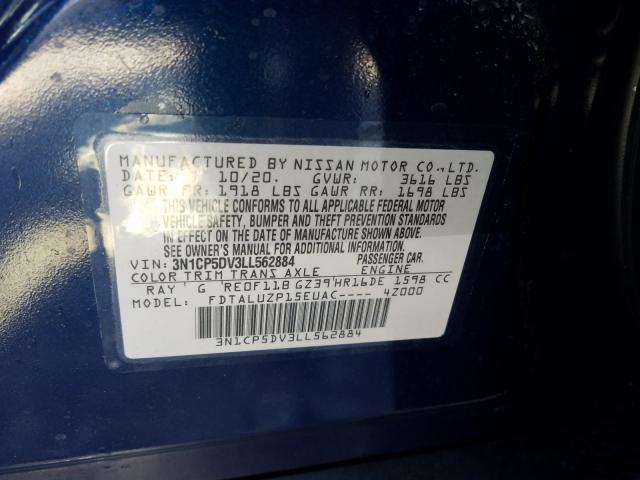 MANUFACTURED BY NISSAN MOTOR CO.,LTD.
DATE: 10/20. GVWR: 3616 LBS
GAWR FR: 1918 LBS GAWR RR: 1698 LBS
THIS VEHICLE CONFORMS TO ALL APPLICABLE FEDERAL MOTOR
VEHICLE SAFETY, BUMPER AND THEFT PREVENTION STANDARDS
IN EFFECT ON THE DATE OF MANUFACTURE SHOWN ABOVE.
SEE OWNER'S MANUAL FOR ADDITIONAL INFORMATION.
VIN: 3N1CP5DV3LL562884 PASSENGER CAR
COLOR TRIM TRANS AXLE ENGINE
RAY ' G RE0F11B GZ39'HR16DE 1598 CC
MODEL: FDTALUZP15EUAC---- 4Z000
3N1CP5DV3LL562884